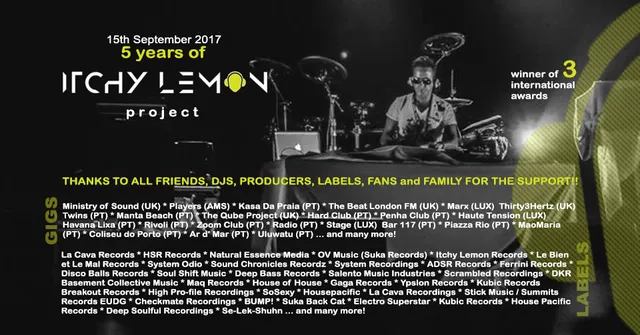 15th September 2017
5 years of
ITCHY LEMON
project
winner of 3
international
awards
THANKS TO ALL FRIENDS, DJS, PRODUCERS, LABELS, FANS and FAMILY FOR THE SUPPORT!!
GIGS
Ministry of Sound (UK) * Players (AMS) * Kasa Da Praia (PT) * The Beat London FM (UK) * Marx (LUX) Thirty3Hertz (UK)
Twins (PT) * Manta Beach (PT) * The Qube Project (UK) * Hard Club (PT) * Penha Club (PT) * Haute Tension (LUX)
Havana Lixa (PT) * Rivoli (PT) * Zoom Club (PT) * Radio (PT) * Stage (LUX) Bar 117 (PT) * Piazza Rio (PT) * MaoMaria
(PT) * Coliseu do Porto (PT) * Ar d' Mar (PT) * Uluwatu (PT) ... and many more!
LABELS
La Cava Records * HSR Records * Natural Essence Media * OV Music (Suka Records) * Itchy Lemon Records * Le Bien
et Le Mal Records * System Odio * Sound Chronicles Recordz * System Recordings * ADSR Records * Ferrini Records *
Disco Balls Records * Soul Shift Music * Deep Bass Records * Salento Music Industries * Scrambled Recordings * DKR
Basement Collective Music * Maq Records * House of House * Gaga Records * Ypslon Records * Kubic Records
Breakout Records * High Pro-file Recordings * SoSexy * Housepacific * La Cava Recordings * Stick Music / Summits
Records EUDG * Checkmate Recordings * BUMP! * Suka Back Cat * Electro Superstar * Kubic Records * House Pacific
Records * Deep Soulful Recordings * Se-Lek-Shuhn ... and many more!